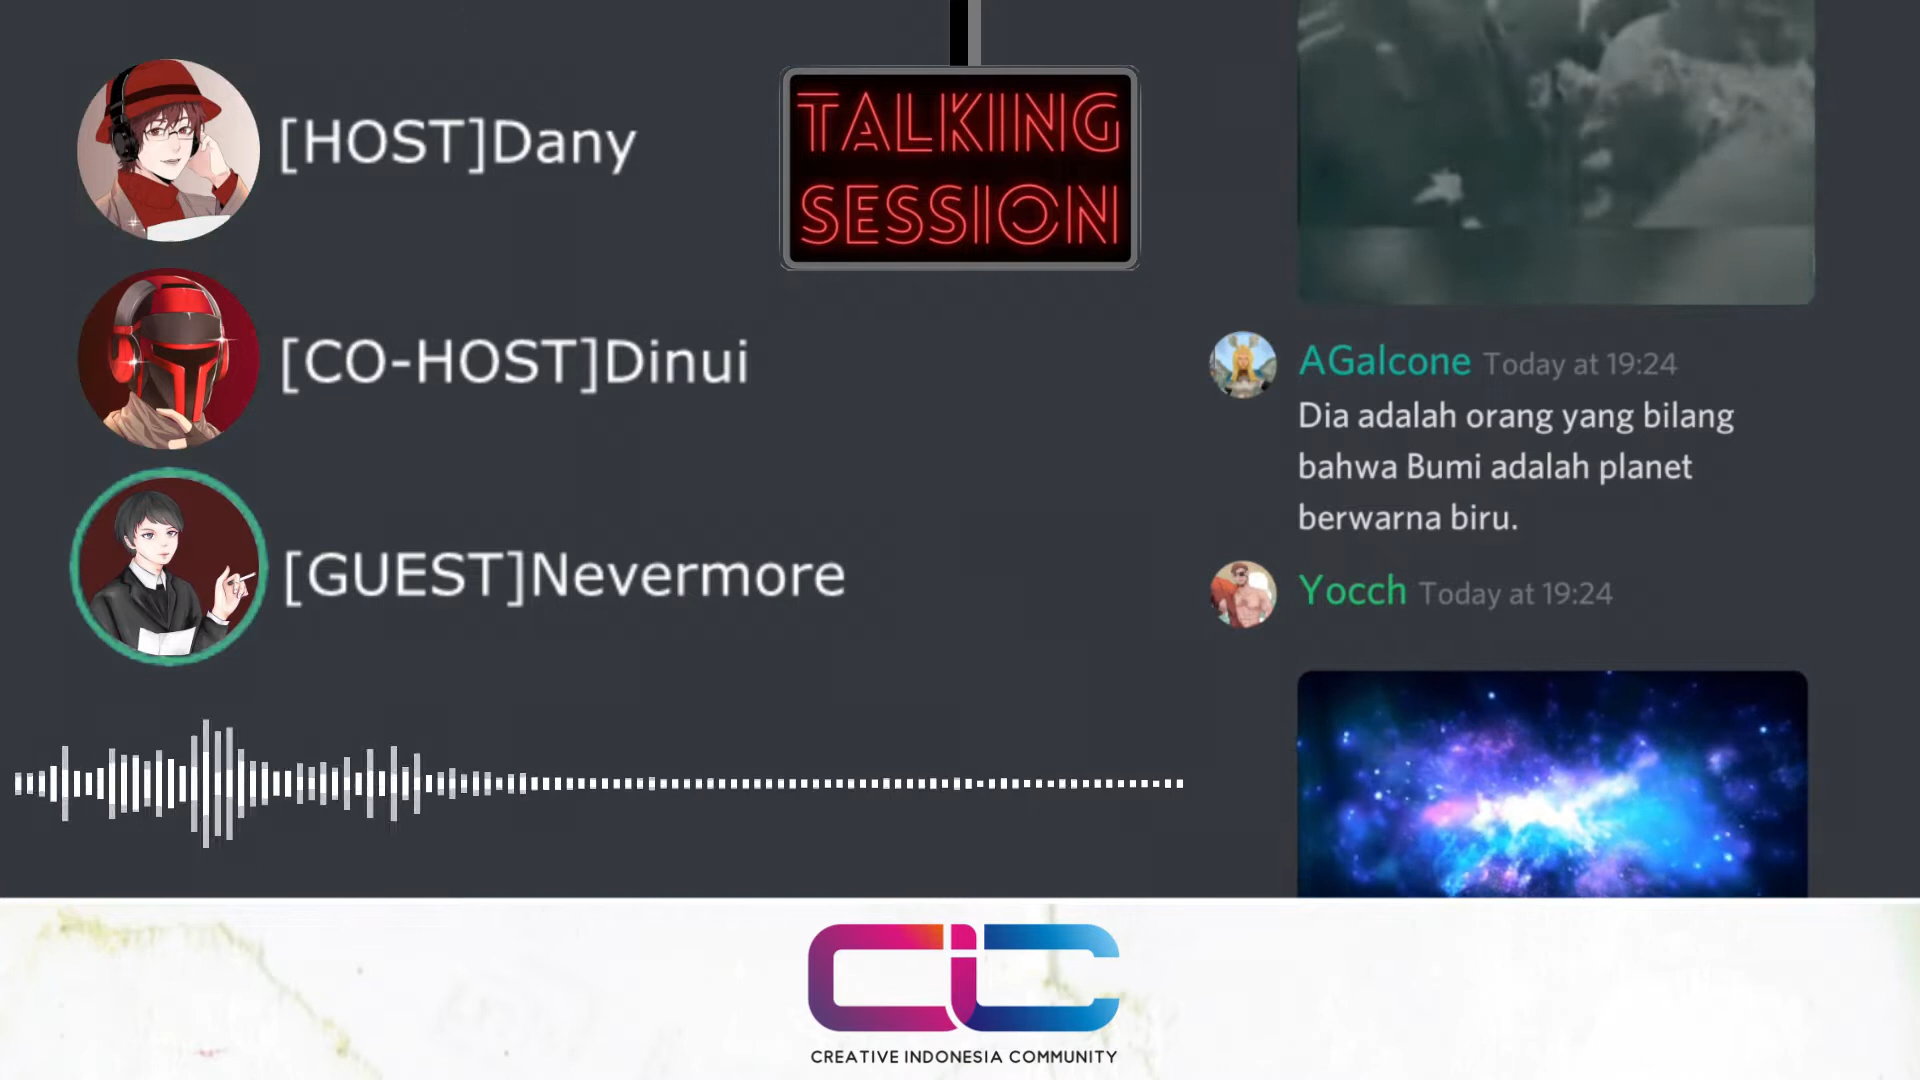 [HOST]Dany
TALKING
SESSION
[CO-HOST]Dinui
[GUEST]Nevermore
AGalcone Today at 19:24
Dia adalah orang yang bilang
bahwa Bumi adalah planet
berwarna biru.
Yocch Today at 19:24
CIC
CREATIVE INDONESIA COMMUNITY